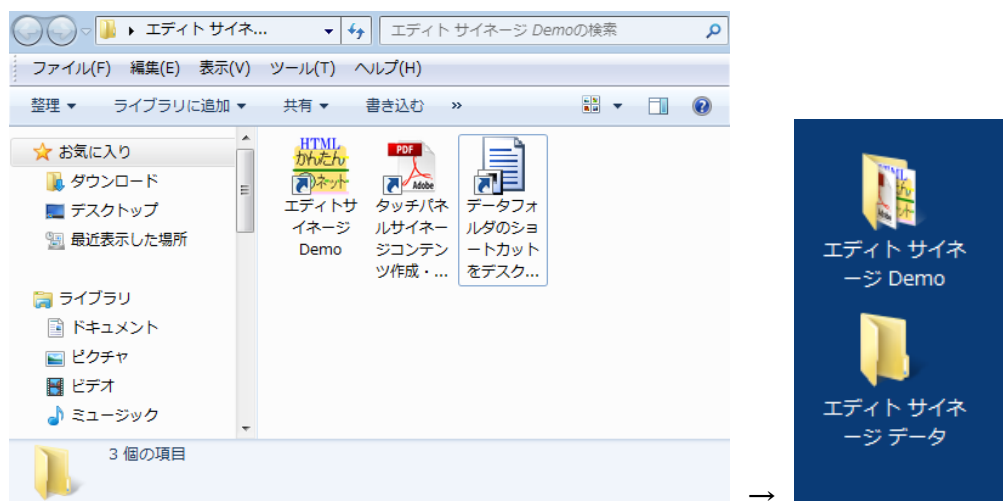 エディト サイネ...
エディト サイネージ Demoの検索
ファイル(F) 編集(E) 表示(V) ツール(T) ヘルプ(H)
整理 ライブラリに追加 共有 書き込む »
お気に入り
ダウンロード
デスクトップ
最近表示した場所
ライブラリ
ドキュメント
ピクチャ
ビデオ
ミュージック
HTML
かんたん
ネット
エディトサ
イネージ
Demo
PDF
Adobe
タッチパネ
ルサイネー
ジコンテン
ツ作成・...
データフォ
ルダのショ
ートカット
をデスク...
3 個の項目
→
エディト サイネ
ージ Demo
エディト サイネ
ージ データ